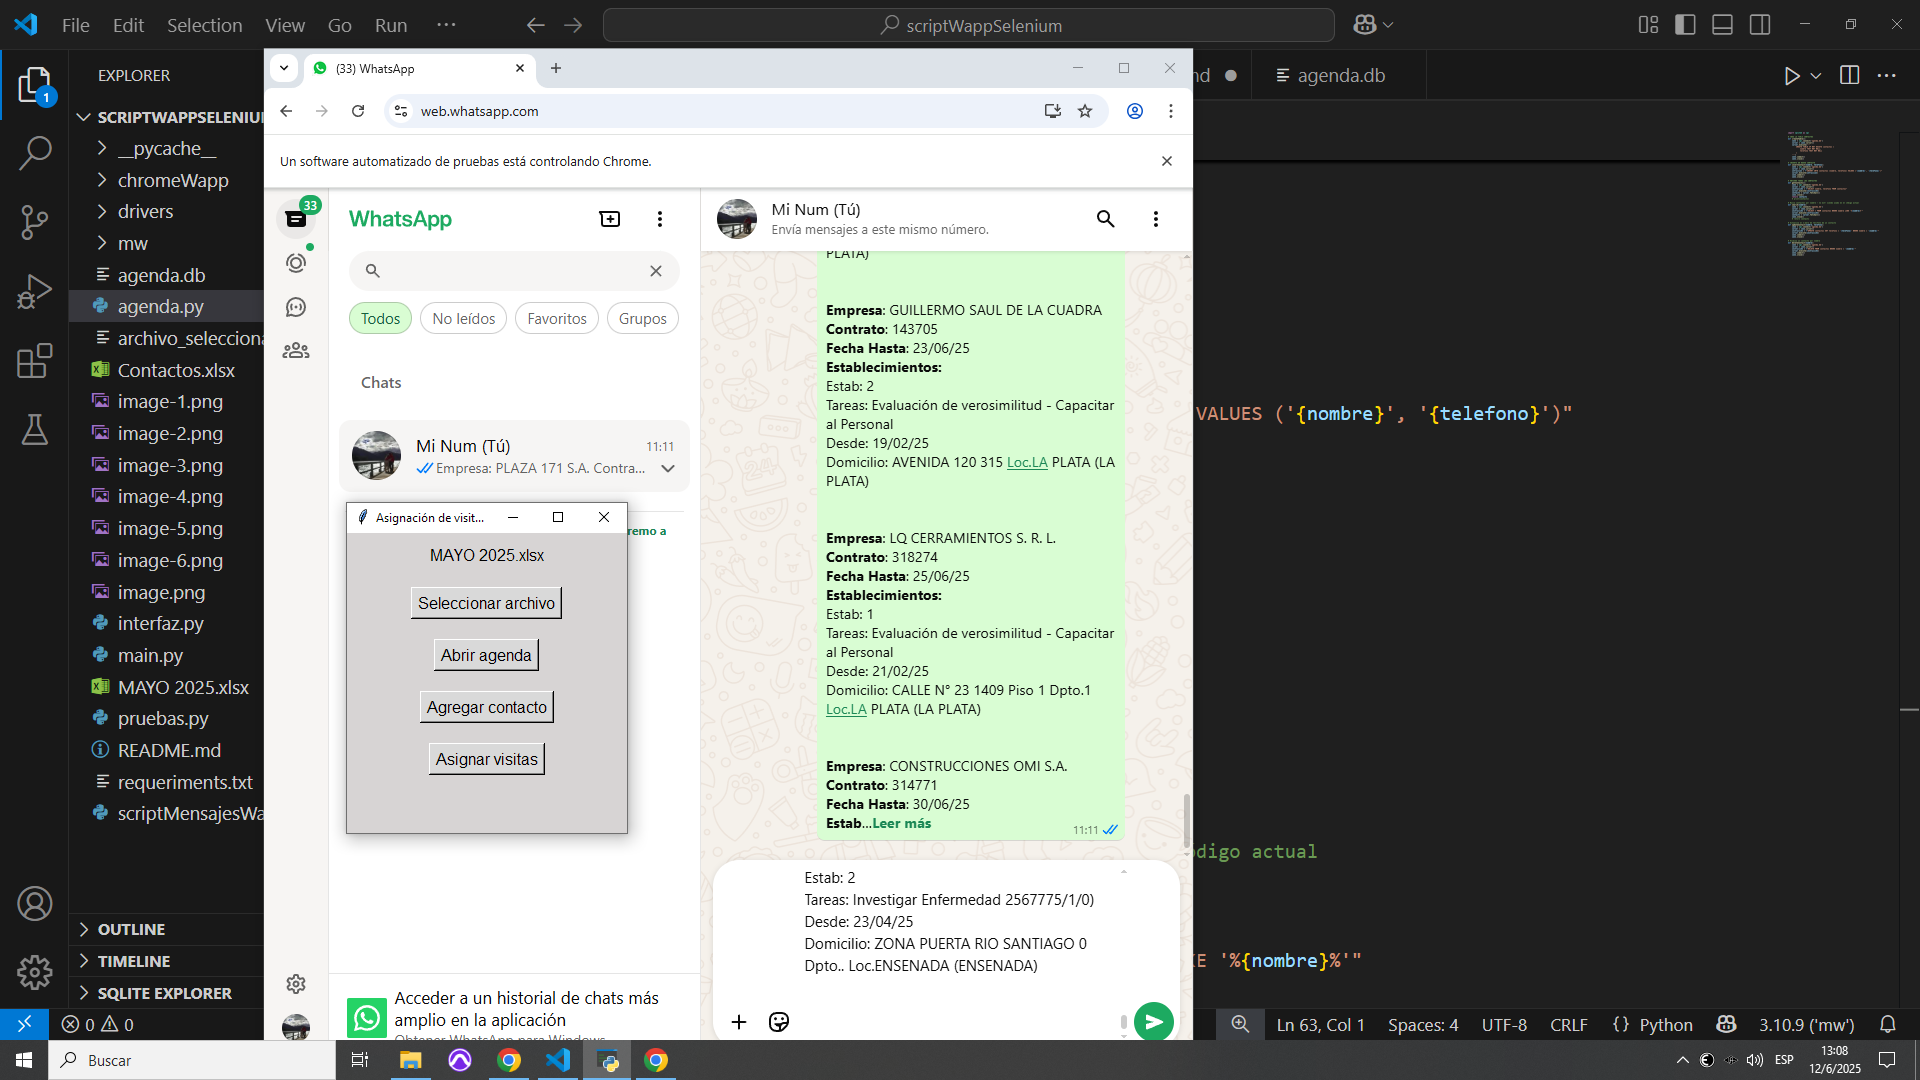 File Edit Selection View Go Run ...
scriptWappSelenium
EXPLORER
SCRIPTWAPPSELENIU
__pycache__
chromeWapp
drivers
mw
agenda.db
agenda.py
archivo_selecciona
Contactos.xlsx
image-1.png
image-2.png
image-3.png
image-4.png
image-5.png
image-6.png
image.png
interfaz.py
main.py
MAYO 2025.xlsx
pruebas.py
README.md
requeriments.txt
scriptMensajesWa
OUTLINE
TIMELINE
SQLITE EXPLORER
1
(33) WhatsApp
web.whatsapp.com
Un software automatizado de pruebas está controlando Chrome.
33
WhatsApp
Todos No leídos Favoritos Grupos
Chats
Mi Num (Tú) 11:11
Empresa: PLAZA 171 S.A. Contra...
remo a
Asignación de visit...
MAYO 2025.xlsx
Seleccionar archivo
Abrir agenda
Agregar contacto
Asignar visitas
Acceder a un historial de chats más
amplio en la aplicación
Obtener WhatsApp para Windows
Mi Num (Tú)
Envía mensajes a este mismo número.
PLATA)
Empresa: GUILLERMO SAUL DE LA CUADRA
Contrato: 143705
Fecha Hasta: 23/06/25
Establecimientos:
Estab: 2
Tareas: Evaluación de verosimilitud - Capacitar
al Personal
Desde: 19/02/25
Domicilio: AVENIDA 120 315 Loc.LA PLATA (LA
PLATA)
Empresa: LQ CERRAMIENTOS S. R. L.
Contrato: 318274
Fecha Hasta: 25/06/25
Establecimientos:
Estab: 1
Tareas: Evaluación de verosimilitud - Capacitar
al Personal
Desde: 21/02/25
Domicilio: CALLE N° 23 1409 Piso 1 Dpto.1
Loc.LA PLATA (LA PLATA)
Empresa: CONSTRUCCIONES OMI S.A.
Contrato: 314771
Fecha Hasta: 30/06/25
Estab...Leer más
11:11
Estab: 2
Tareas: Investigar Enfermedad 2567775/1/0)
Desde: 23/04/25
Domicilio: ZONA PUERTA RIO SANTIAGO 0
Dpto.. Loc.ENSENADA (ENSENADA)
nd
agenda.db
VALUES ('{nombre}', '{telefono}')"
digo actual
E '%{nombre}%'"
0 0
Ln 63, Col 1 Spaces: 4 UTF-8 CRLF {} Python 3.10.9 ('mw')
Buscar
ESP
13:08
12/6/2025